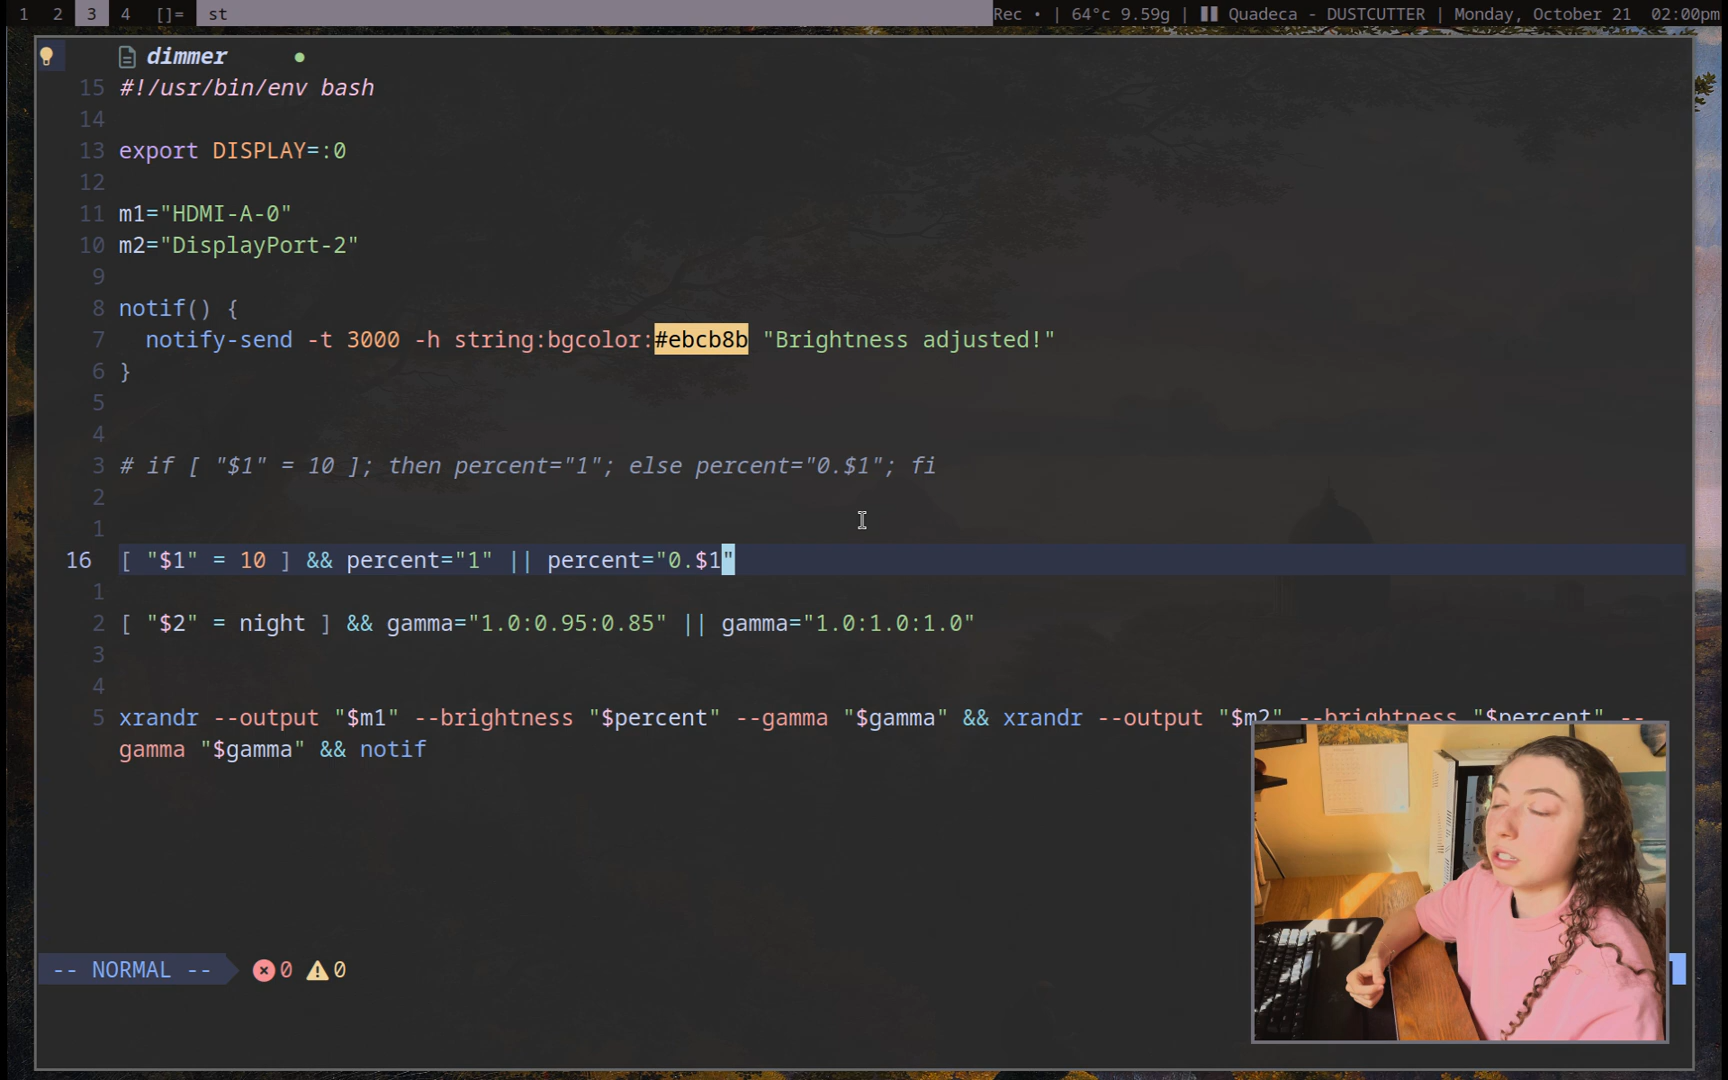 1 2 3 4 []= st Rec • | 64°c 9.59g | Quadeca - DUSTCUTTER | Monday, October 21 02:00pm
dimmer
15 #!/usr/bin/env bash
14
13 export DISPLAY=:0
12
11 m1="HDMI-A-0"
10 m2="DisplayPort-2"
9
8 notif() {
7 notify-send -t 3000 -h string:bgcolor:#ebcb8b "Brightness adjusted!"
6 }
5
4
3 # if [ "$1" = 10 ]; then percent="1"; else percent="0.$1"; fi
2
1
16 [ "$1" = 10 ] && percent="1" || percent="0.$1"
1
2 [ "$2" = night ] && gamma="1.0:0.95:0.85" || gamma="1.0:1.0:1.0"
3
4
5 xrandr --output "$m1" --brightness "$percent" --gamma "$gamma" && xrandr --output "$m2" --brightness "$percent" --
gamma "$gamma" && notif
-- NORMAL -- 0 0